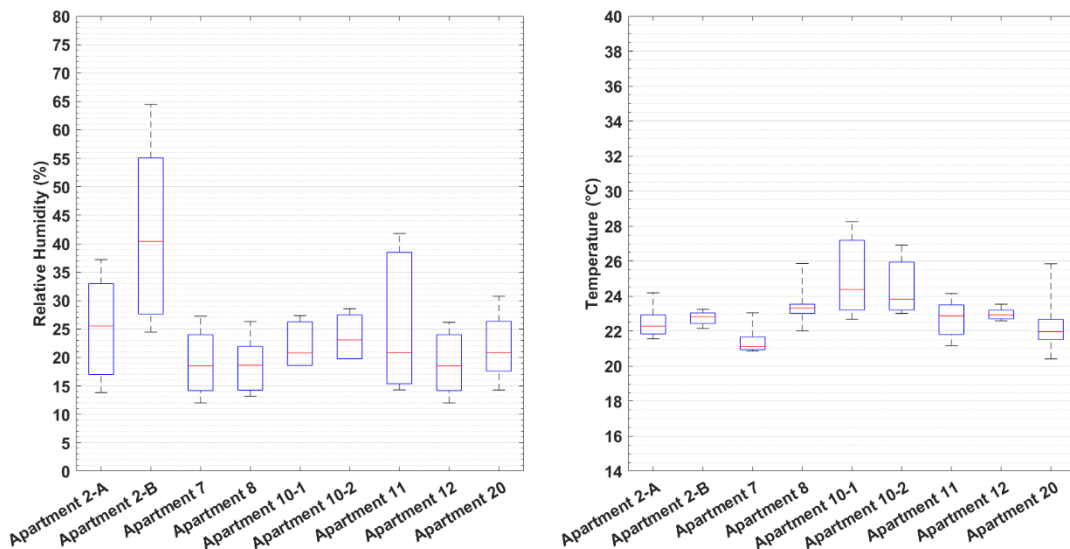 Relative Humidity (%)
80
75
70
65
60
55
50
45
40
35
30
25
20
15
10
5
0
Apartment 2-A
Apartment 2-B
Apartment 7
Apartment 8
Apartment 10-1
Apartment 10-2
Apartment 11
Apartment 12
Apartment 20
Temperature (°C)
40
38
36
34
32
30
28
26
24
22
20
18
16
14
Apartment 2-A
Apartment 2-B
Apartment 7
Apartment 8
Apartment 10-1
Apartment 10-2
Apartment 11
Apartment 12
Apartment 20